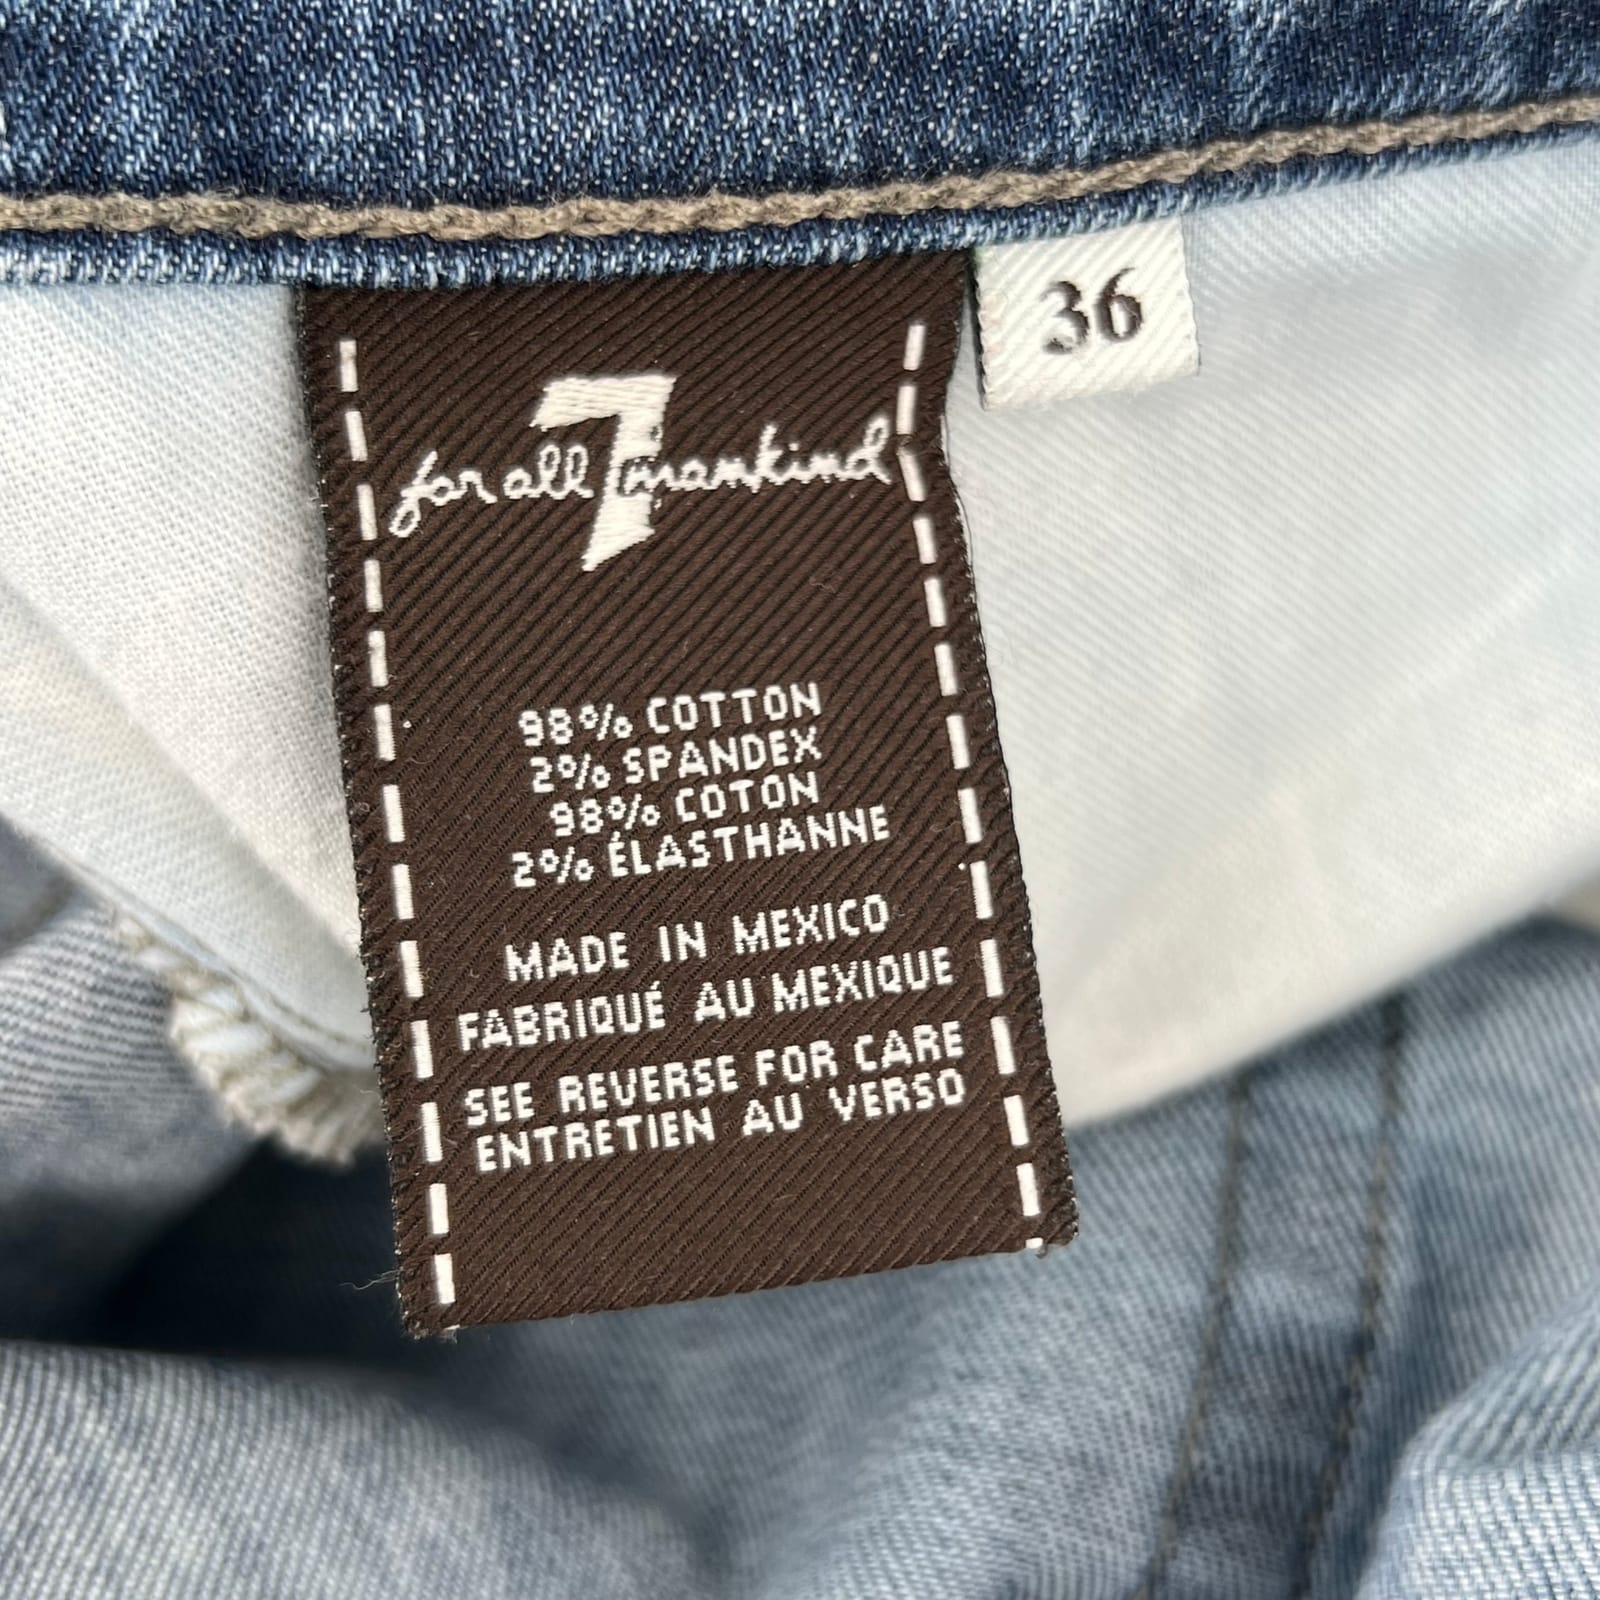 36
7
for all mankind
98% COTTON
2% SPANDEX
98% COTON
2% ÉLASTHANNE
MADE IN MEXICO
FABRIQUÉ AU MEXIQUE
SEE REVERSE FOR CARE
ENTRETIEN AU VERSO